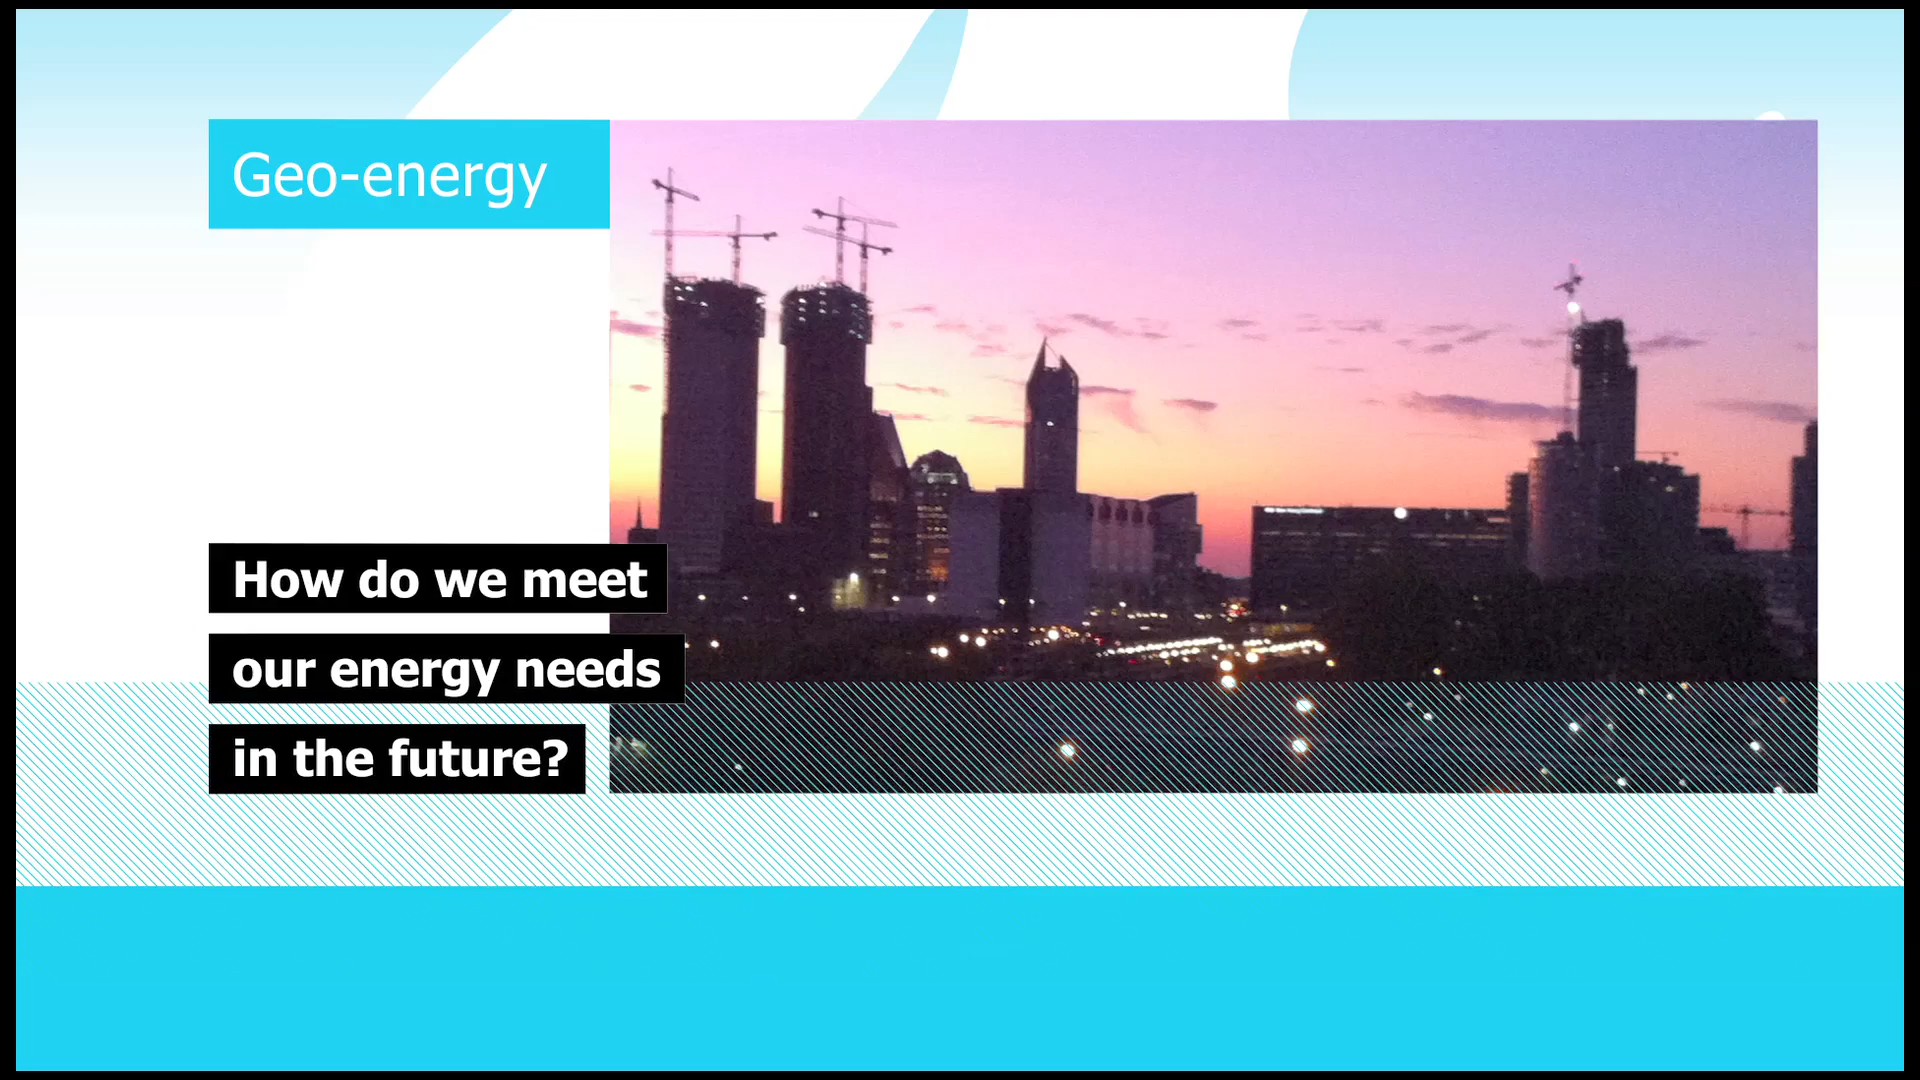 Geo-energy
How do we meet
our energy needs
in the future?